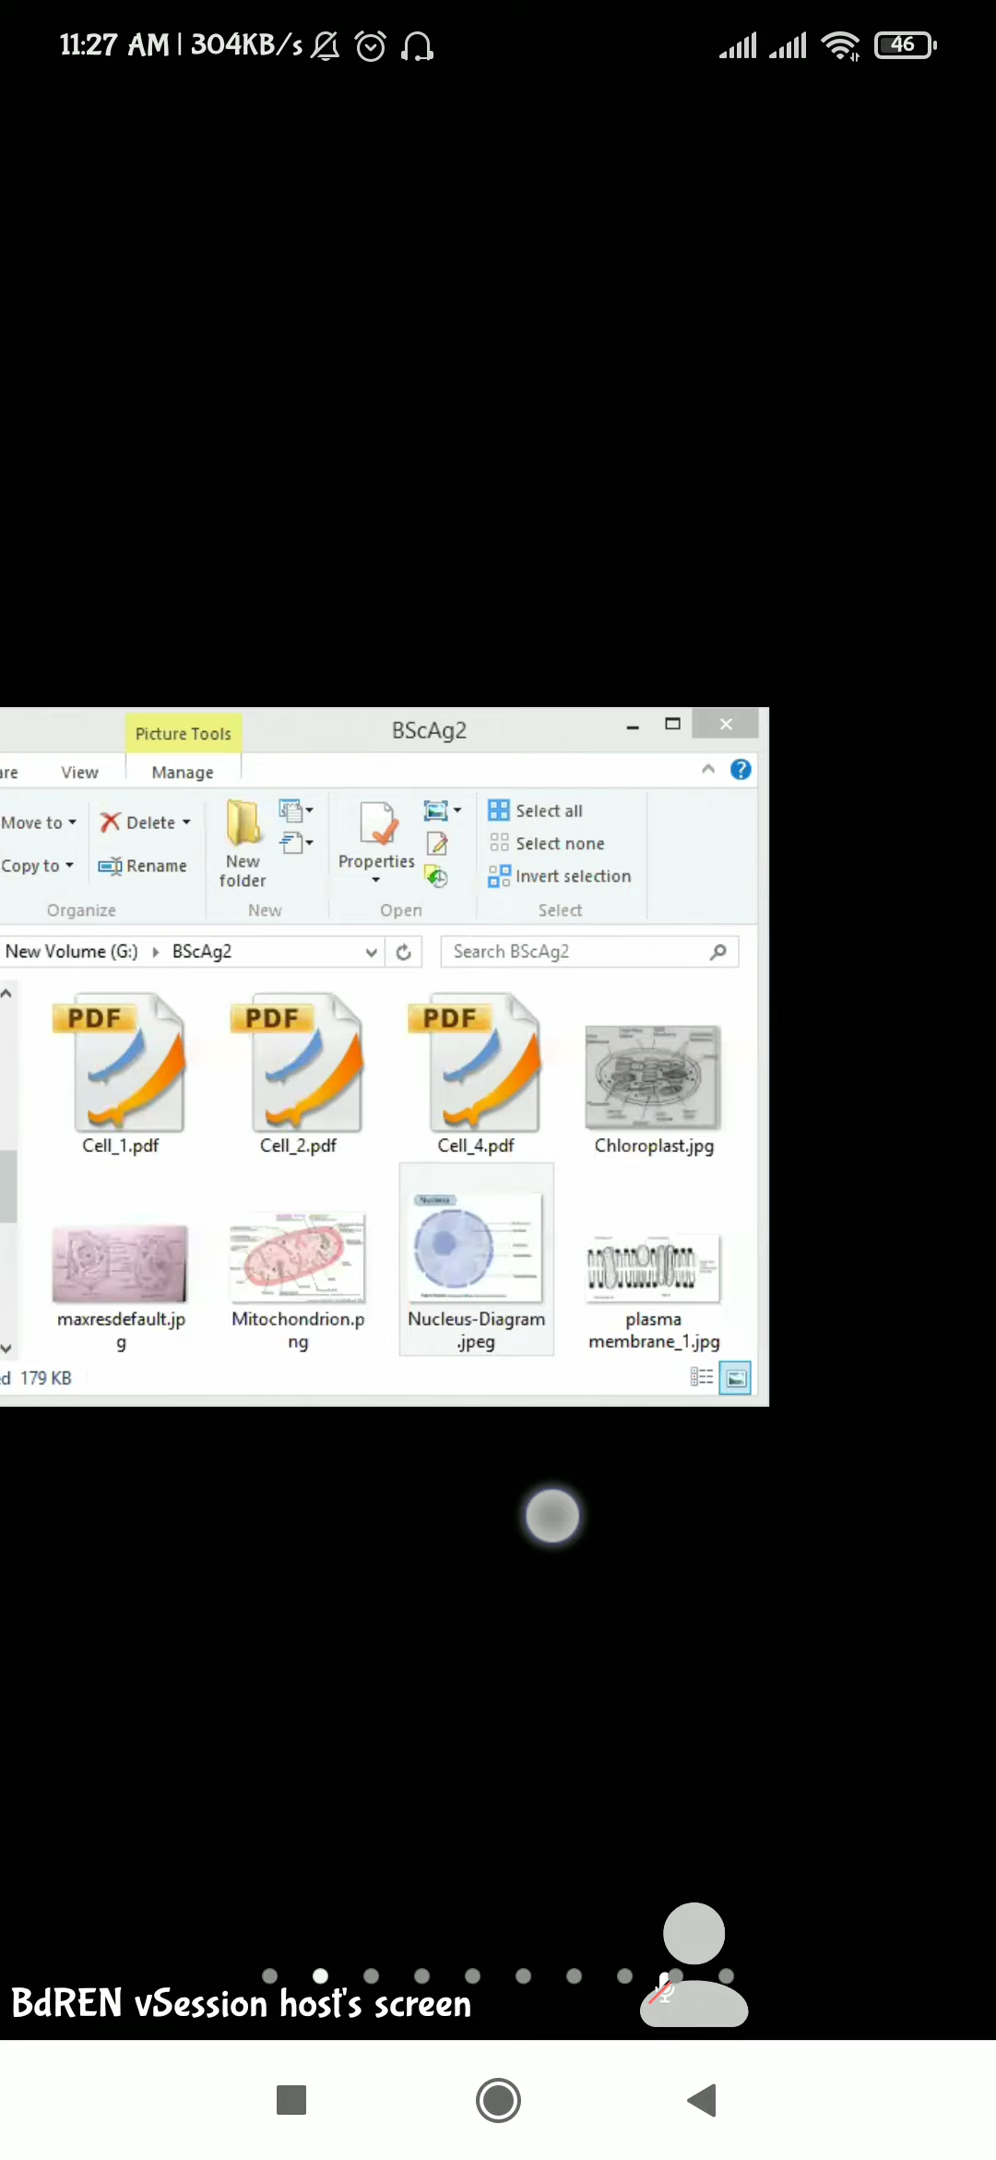 11:27 AM | 304KB/s
46
Picture Tools
BScAg2
are View Manage
Move to
Delete
Copy to
Rename
New folder
Properties
Select all
Select none
Invert selection
Organize New Open Select
New Volume (G:) BScAg2
Search BScAg2
PDF PDF PDF
Cell_1.pdf Cell_2.pdf Cell_4.pdf Chloroplast.jpg
Nucleus
maxresdefault.jp
g
Mitochondrion.p
ng
Nucleus-Diagram
.jpeg
plasma
membrane_1.jpg
ed 179 KB
BdREN vSession host's screen